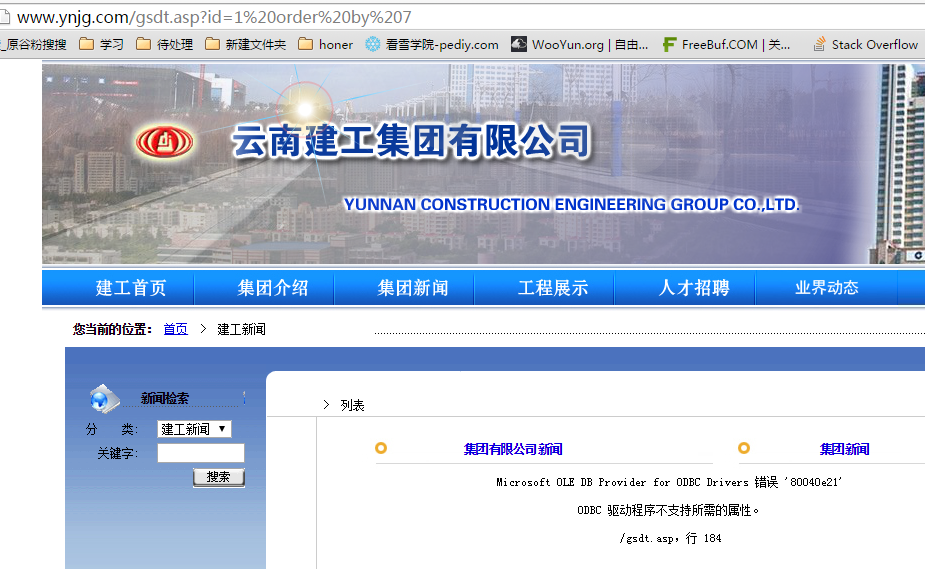 www.ynjg.com/gsdt.asp?id=1%20order%20by%207
原谷粉搜搜 学习 待处理 新建文件夹 honer 看雪学院-pediy.com WooYun.org | 自由... FreeBuf.COM | 关... Stack Overflow
云南建工集团有限公司
YUNNAN CONSTRUCTION ENGINEERING GROUP CO.,LTD.
建工首页 集团介绍 集团新闻 工程展示 人才招聘 业界动态
您当前的位置: 首页 > 建工新闻
新闻检索
> 列表
分 类: 建工新闻
关键字:
搜索
集团有限公司新闻 集团新闻
Microsoft OLE DB Provider for ODBC Drivers 错误 '80040e21'
ODBC 驱动程序不支持所需的属性。
/gsdt.asp，行 184